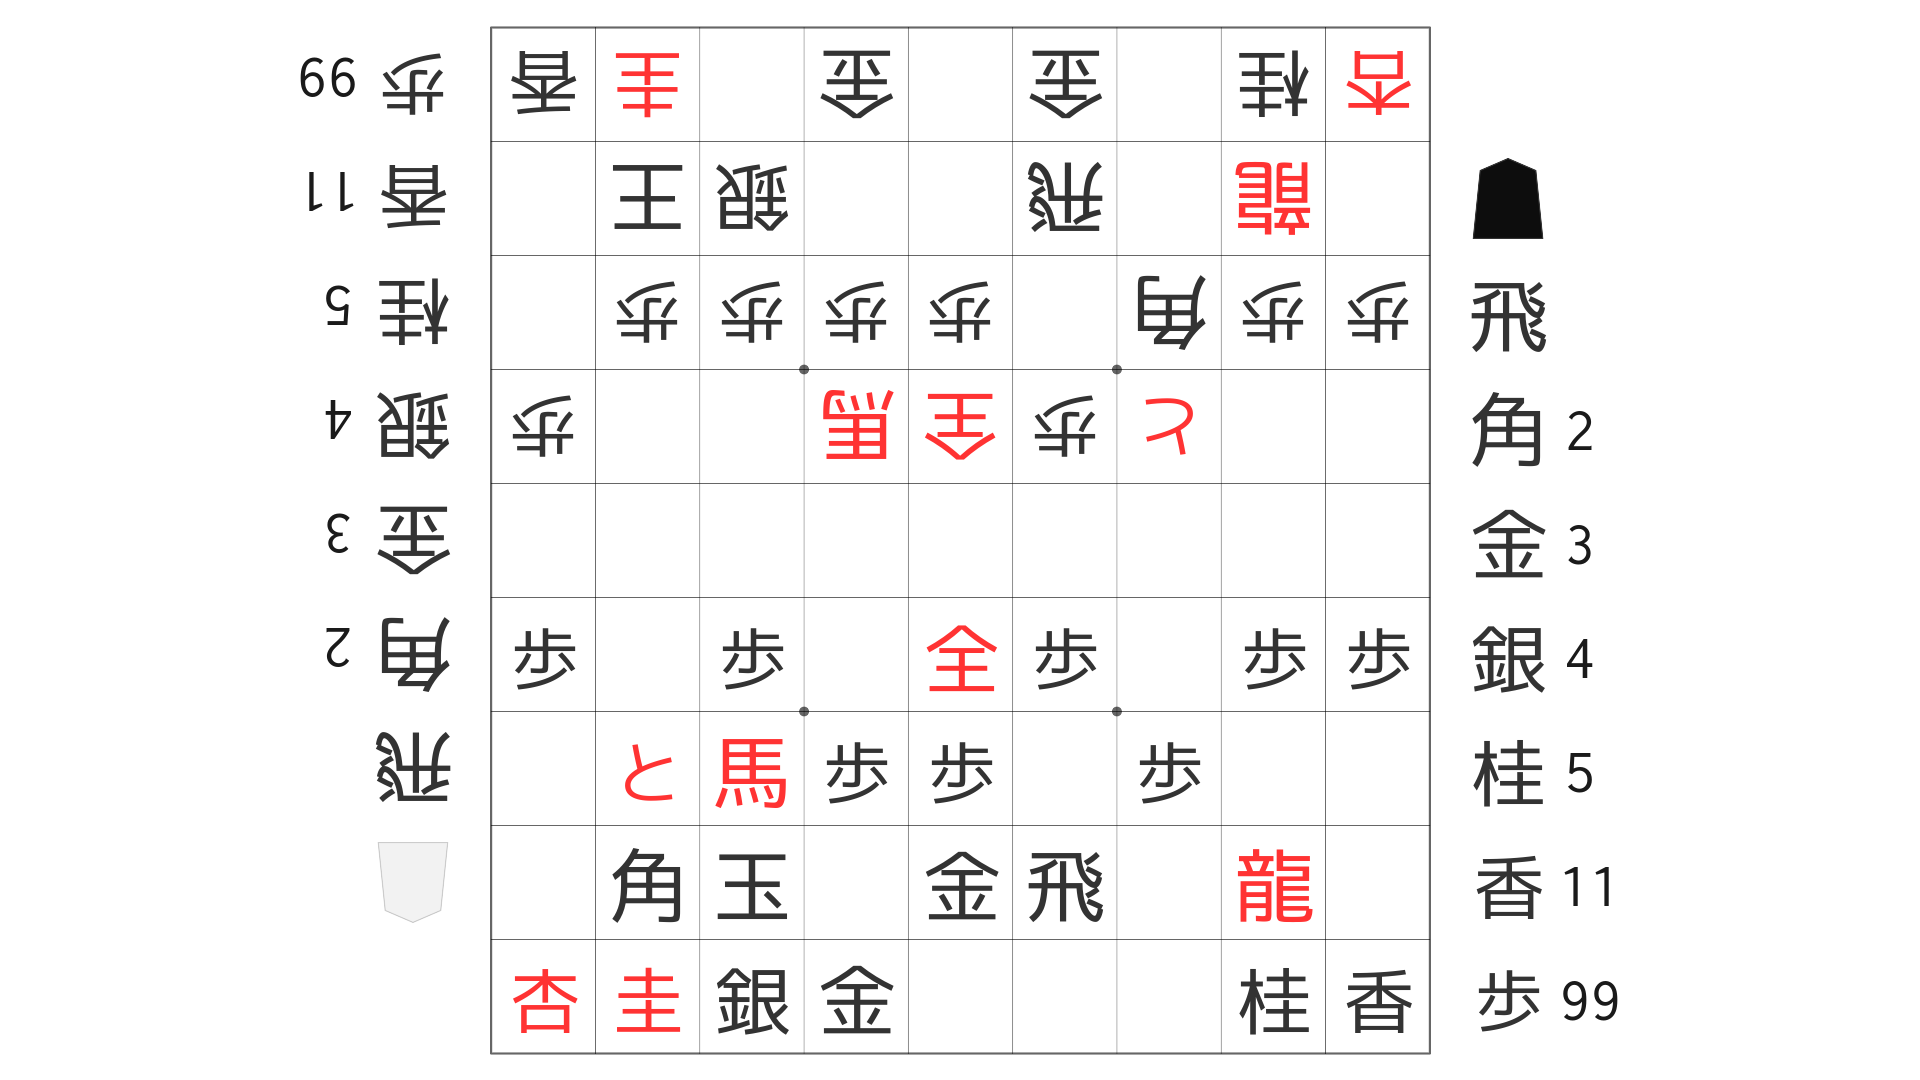 歩 99 香 圭 金 金 桂 杏
香 11 王 銀 飛 龍
桂 5 歩 歩 歩 歩 角 歩 歩 飛
銀 4 歩 馬 全 歩 と 角 2
金 3 金 3
角 2 歩 歩 全 歩 歩 歩 銀 4
飛 と 馬 歩 歩 歩 桂 5
角 玉 金 飛 龍 香 11
杏 圭 銀 金 桂 香 歩 99